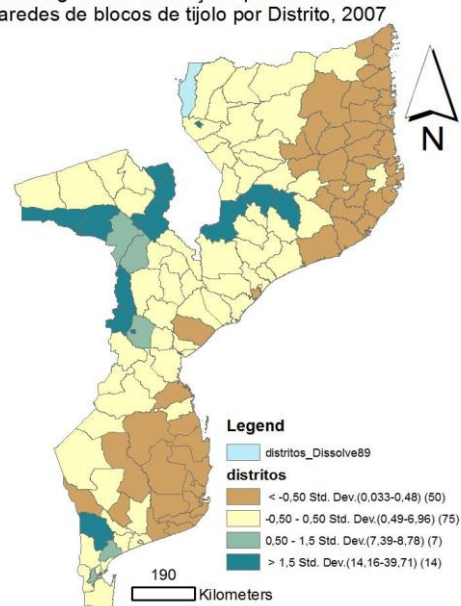 aredes de blocos de tijolo por Distrito, 2007
N
Legend
distritos_Dissolve89
distritos
< -0,50 Std. Dev.(0,033-0,48) (50)
-0,50 - 0,50 Std. Dev.(0,49-6,96) (75)
0,50 - 1,5 Std. Dev.(7,39-8,78) (7)
> 1,5 Std. Dev.(14,16-39,71) (14)
190
Kilometers